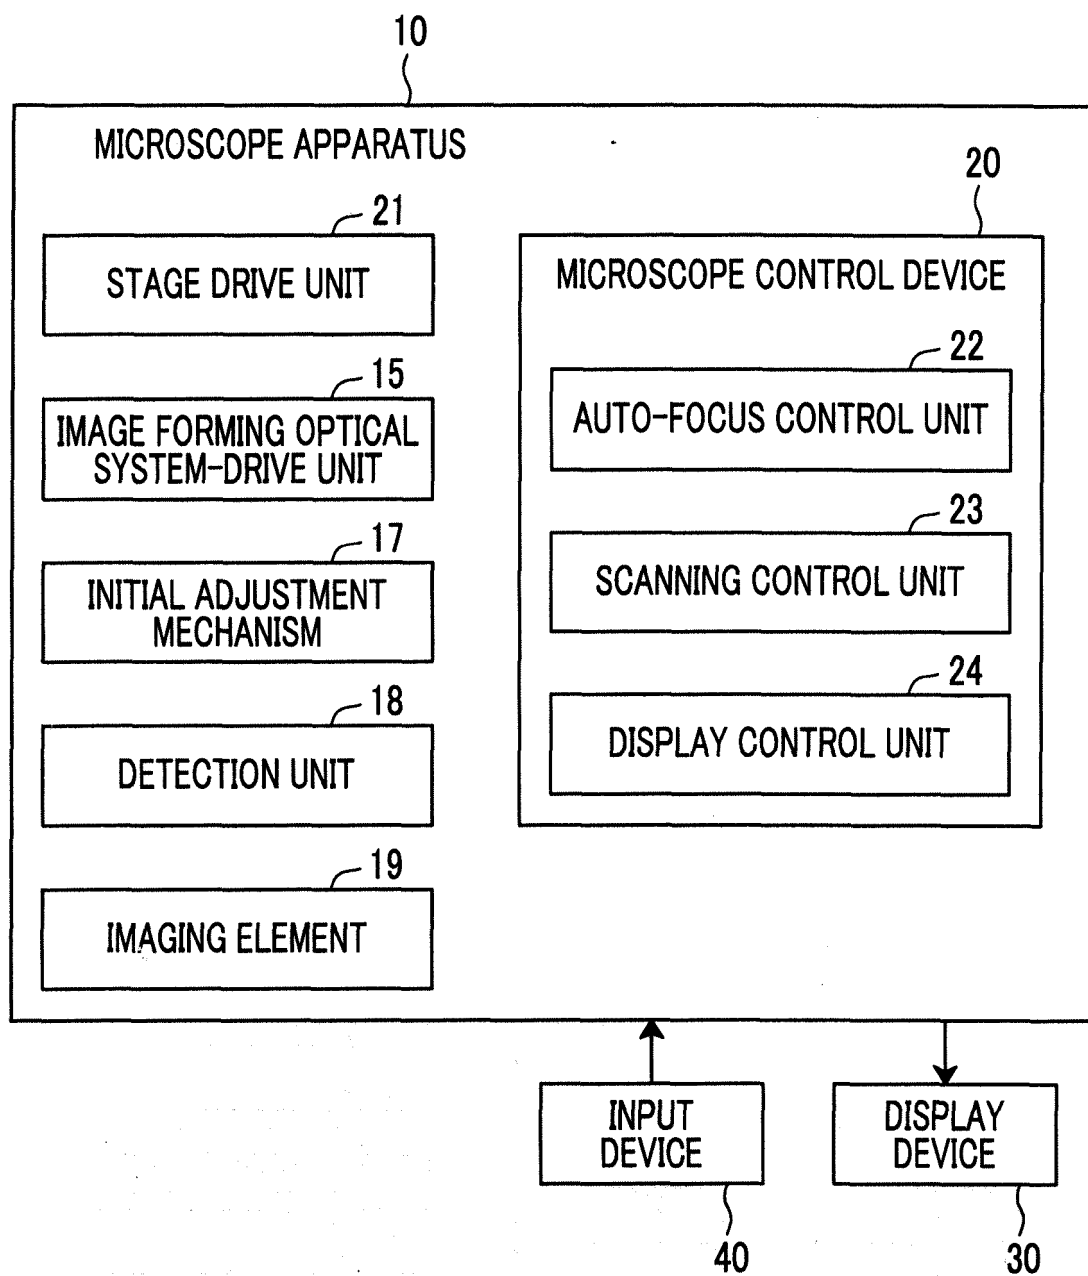 10
MICROSCOPE APPARATUS
21
STAGE DRIVE UNIT
15
IMAGE FORMING OPTICAL
SYSTEM-DRIVE UNIT
17
INITIAL ADJUSTMENT
MECHANISM
18
DETECTION UNIT
19
IMAGING ELEMENT
20
MICROSCOPE CONTROL DEVICE
22
AUTO-FOCUS CONTROL UNIT
23
SCANNING CONTROL UNIT
24
DISPLAY CONTROL UNIT
INPUT
DEVICE
40
DISPLAY
DEVICE
30